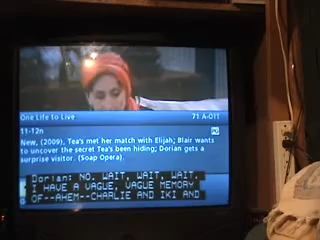 One Life to Live 71 A-OTT
11-12n PG
New, (2009), Tea's met her match with Elijah; Blair wants
to uncover the secret Tea's been hiding; Dorian gets a
surprise visitor. (Soap Opera).
Dorian: NO. WAIT, WAIT, WAIT.
I HAVE A VAGUE, VAGUE MEMORY
OF--AHEM--CHARLIE AND IKI AND